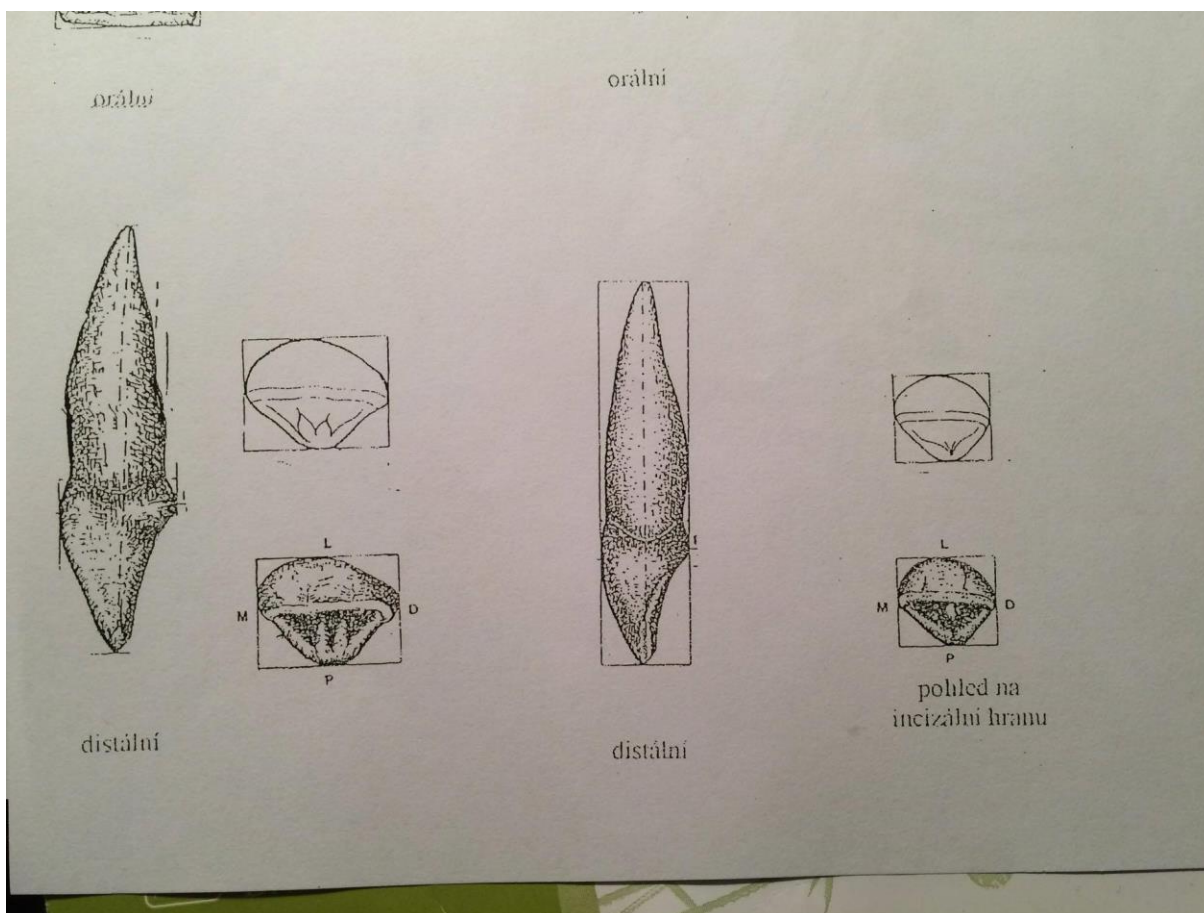 orální
orální
L
M
D
P
distální
distální
L
M
D
P
pohled na
incizální hranu